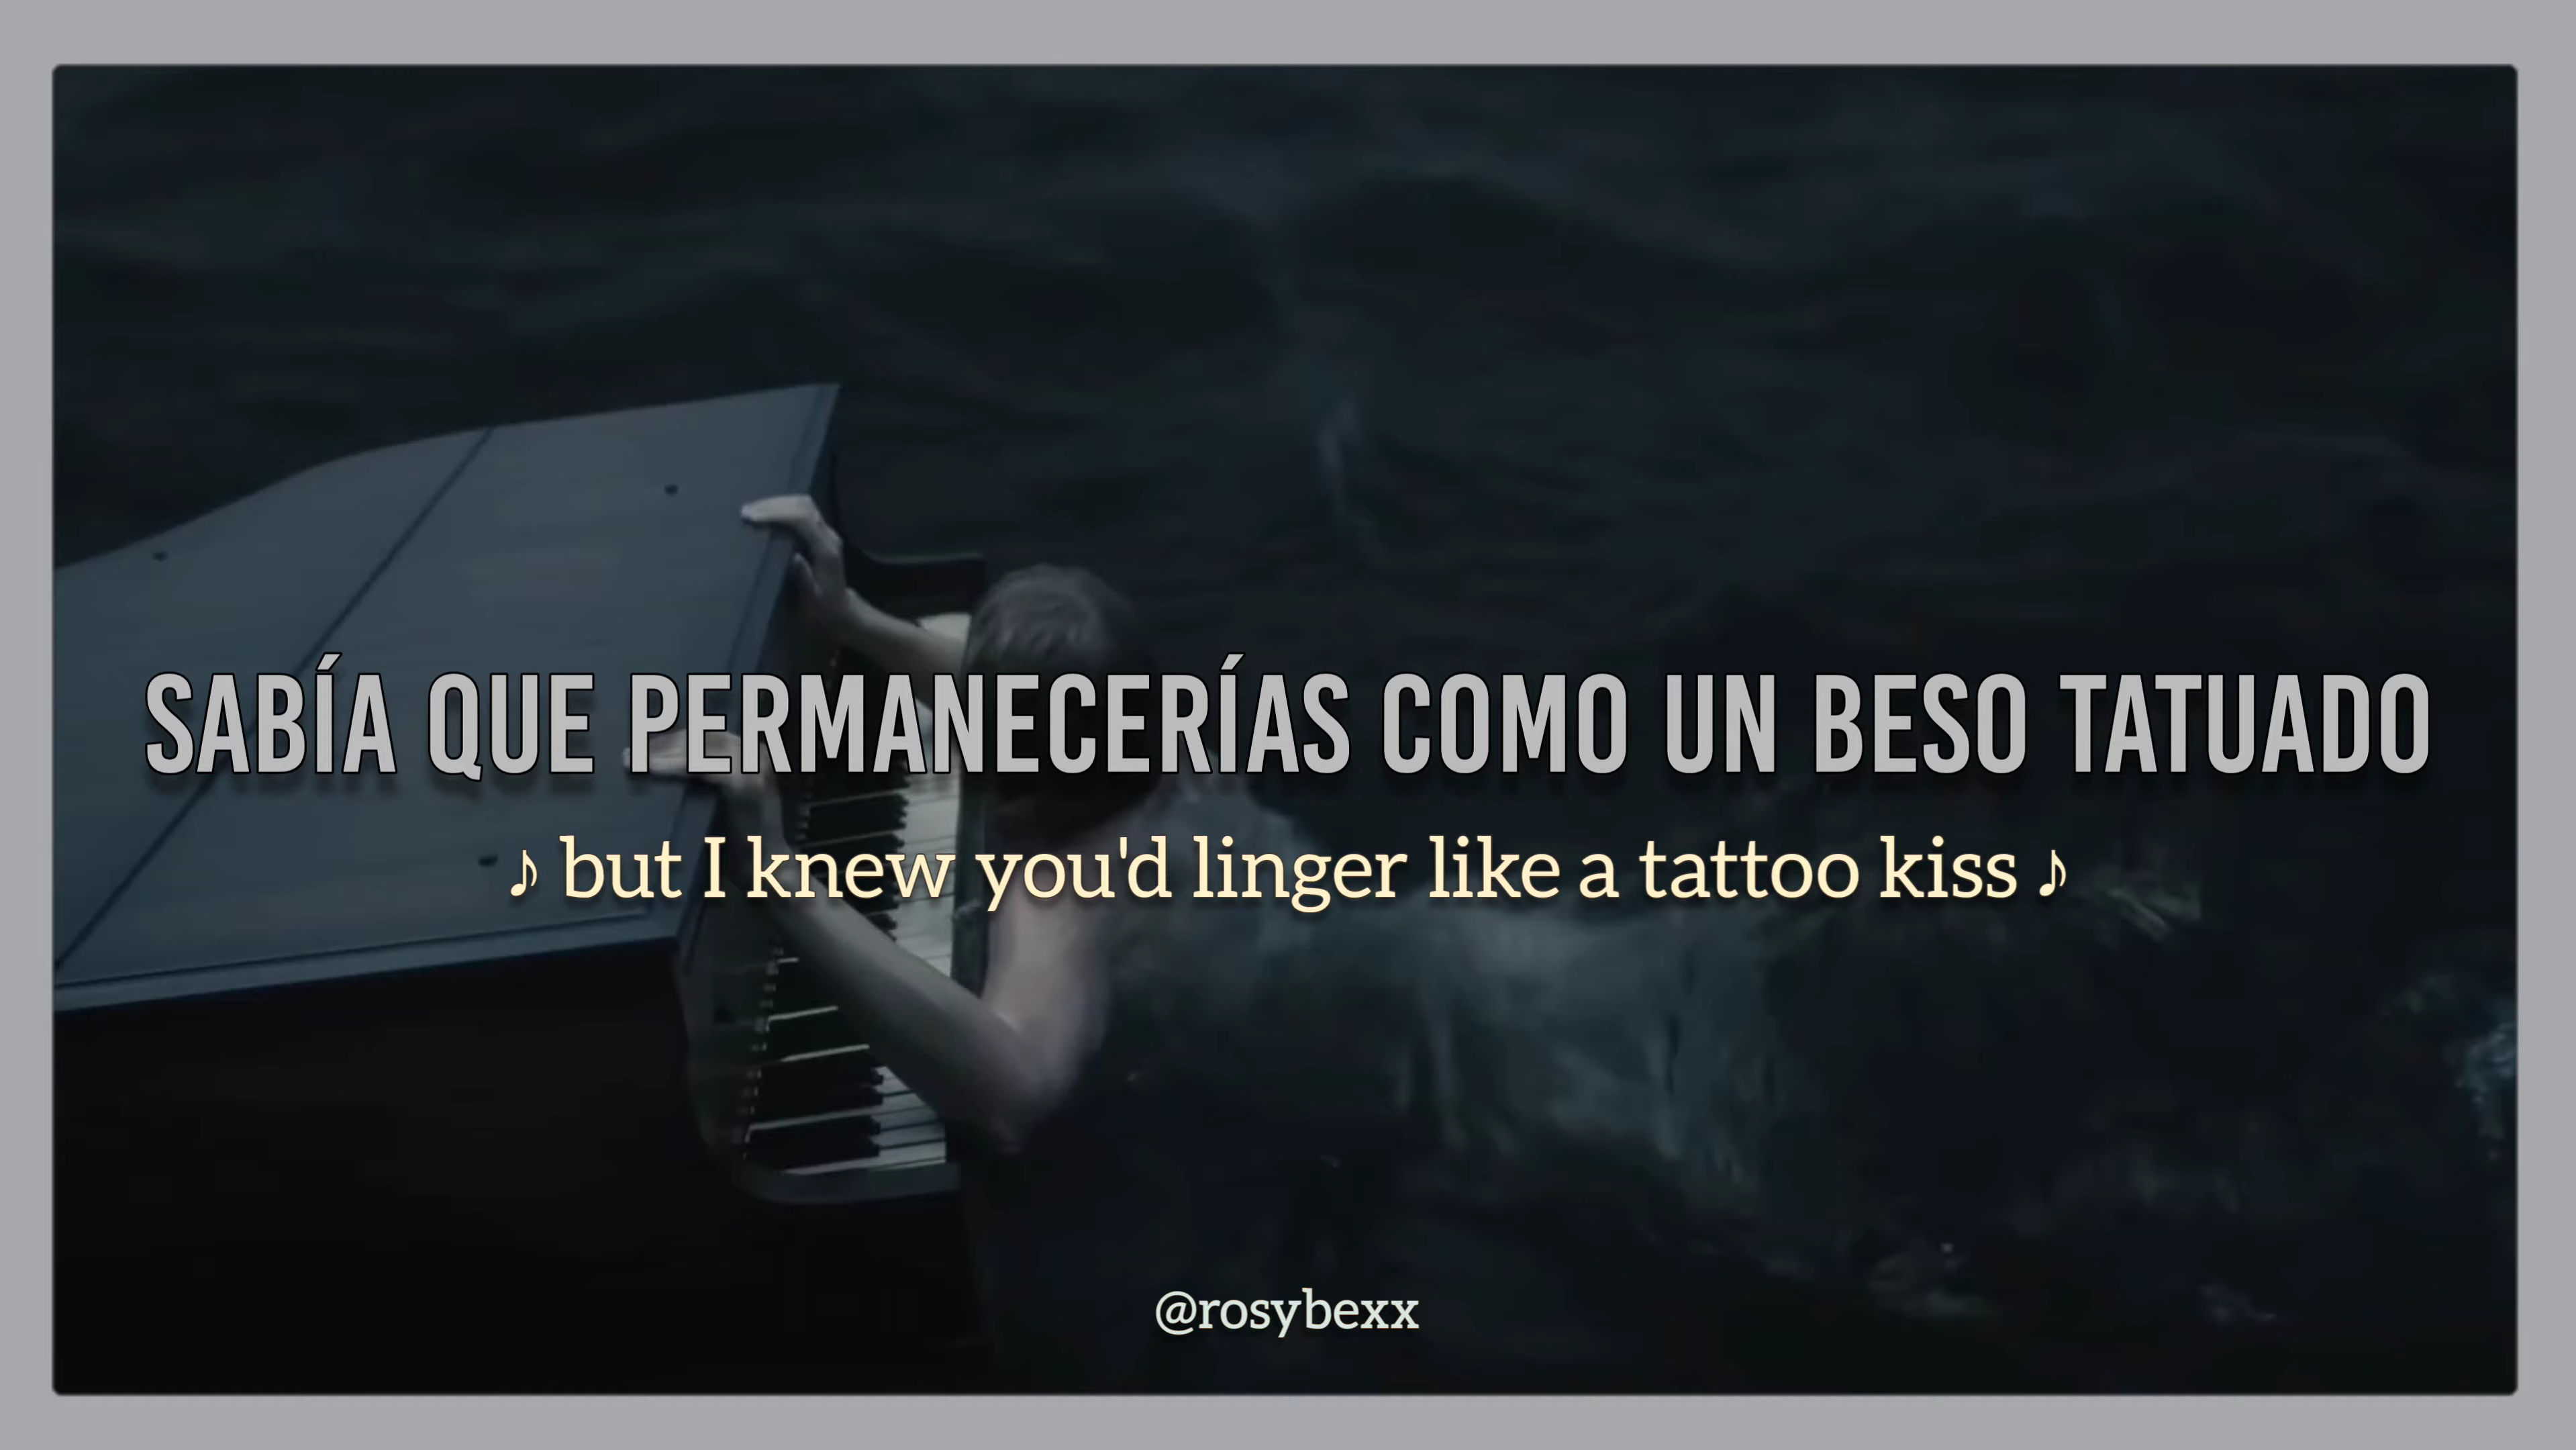 SABÍA QUE PERMANECERÍAS COMO UN BESO TATUADO
♪ but I knew you'd linger like a tattoo kiss ♪
@rosybexx